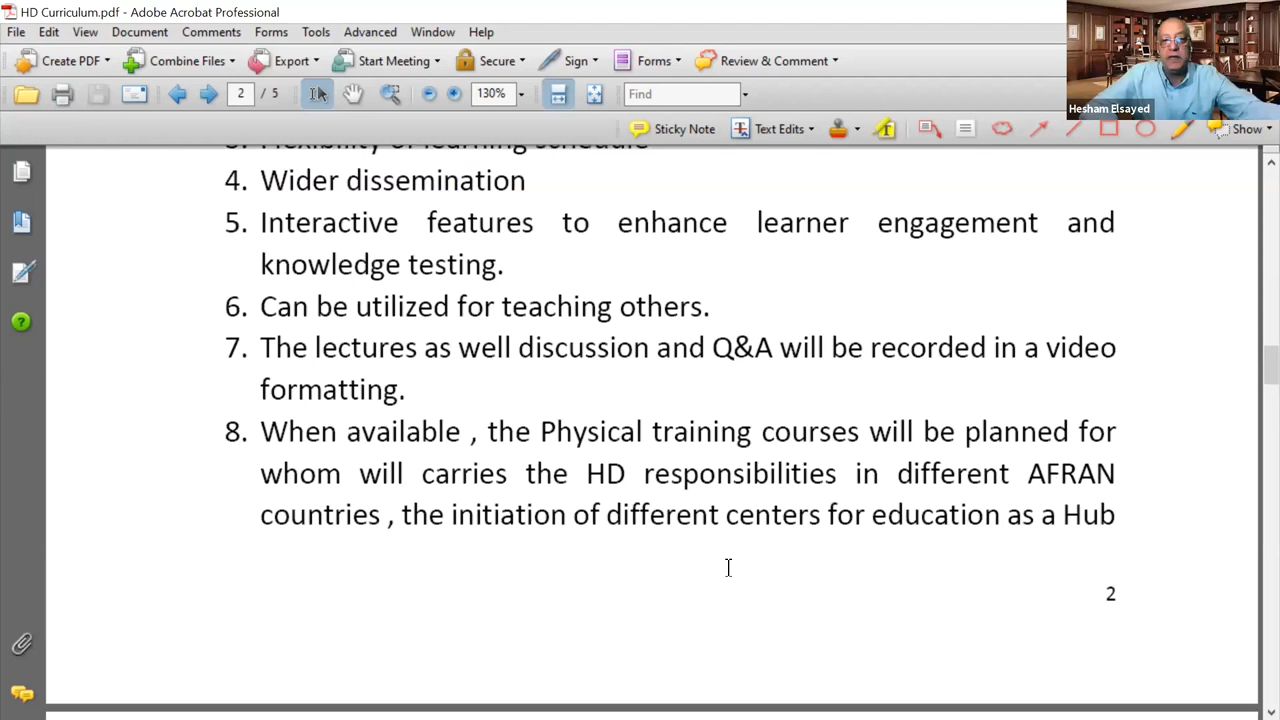 HD Curriculum.pdf - Adobe Acrobat Professional
File Edit View Document Comments Forms Tools Advanced Window Help
Create PDF Combine Files Export Start Meeting Secure Sign Forms Review & Comment
2 / 5 130% Find
Sticky Note Text Edits Show
Hesham Elsayed
3. Flexibility of learning schedule
4. Wider dissemination
5. Interactive features to enhance learner engagement and
knowledge testing.
6. Can be utilized for teaching others.
7. The lectures as well discussion and Q&A will be recorded in a video
formatting.
8. When available , the Physical training courses will be planned for
whom will carries the HD responsibilities in different AFRAN
countries , the initiation of different centers for education as a Hub
2